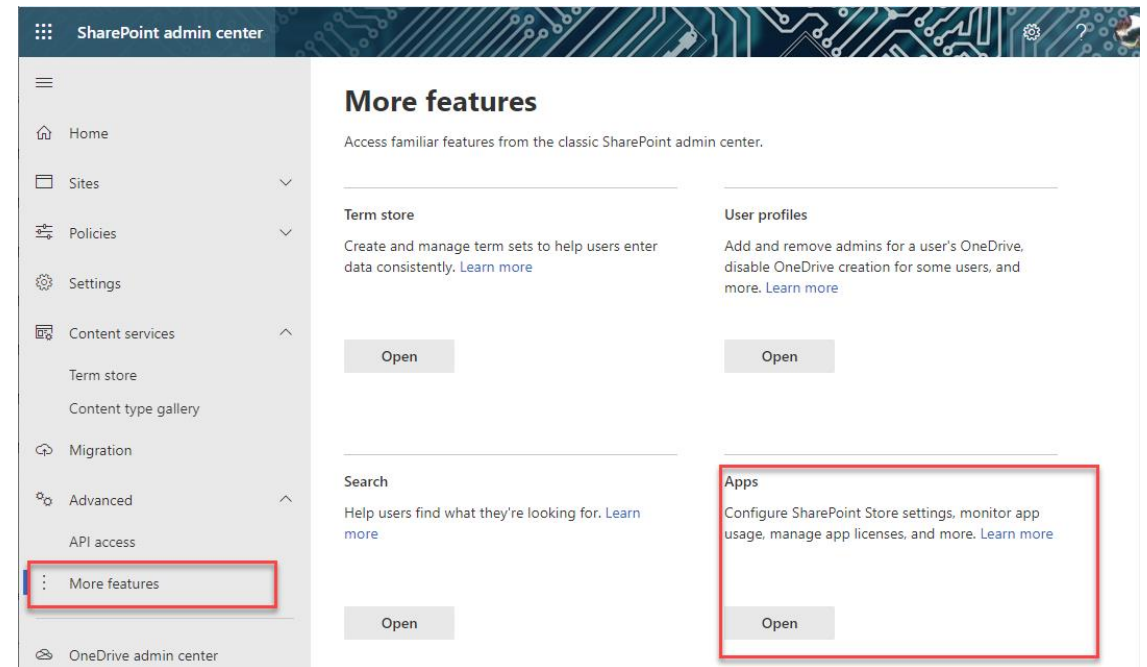 SharePoint admin center
?
Home
Sites
Policies
Settings
Content services
Term store
Content type gallery
Migration
Advanced
API access
More features
OneDrive admin center
More features
Access familiar features from the classic SharePoint admin center.
Term store
Create and manage term sets to help users enter
data consistently. Learn more
Open
User profiles
Add and remove admins for a user's OneDrive,
disable OneDrive creation for some users, and
more. Learn more
Open
Search
Help users find what they're looking for. Learn
more
Open
Apps
Configure SharePoint Store settings, monitor app
usage, manage app licenses, and more. Learn more
Open